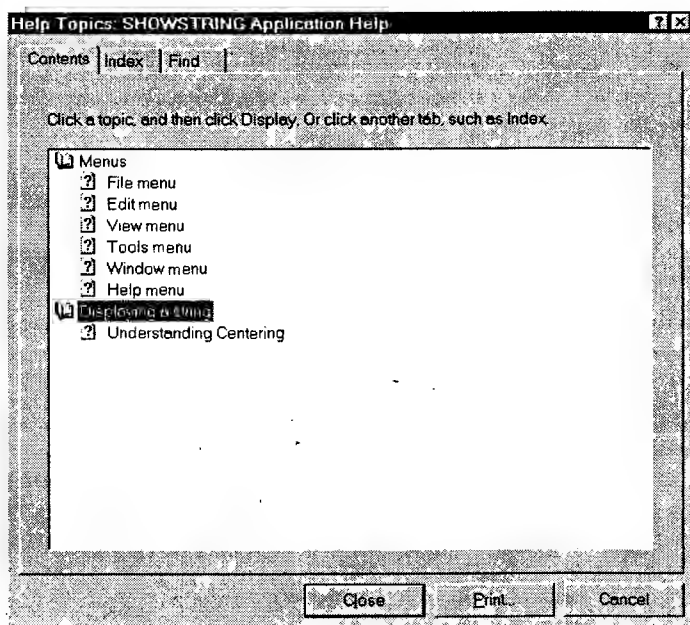 Help Topics: SHOWSTRING Application Help
Contents Index Find
Click a topic, and then click Display. Or click another tab, such as Index.
Menus
File menu
Edit menu
View menu
Tools menu
Window menu
Help menu
Displaying a string
Understanding Centering
Close Print... Cancel